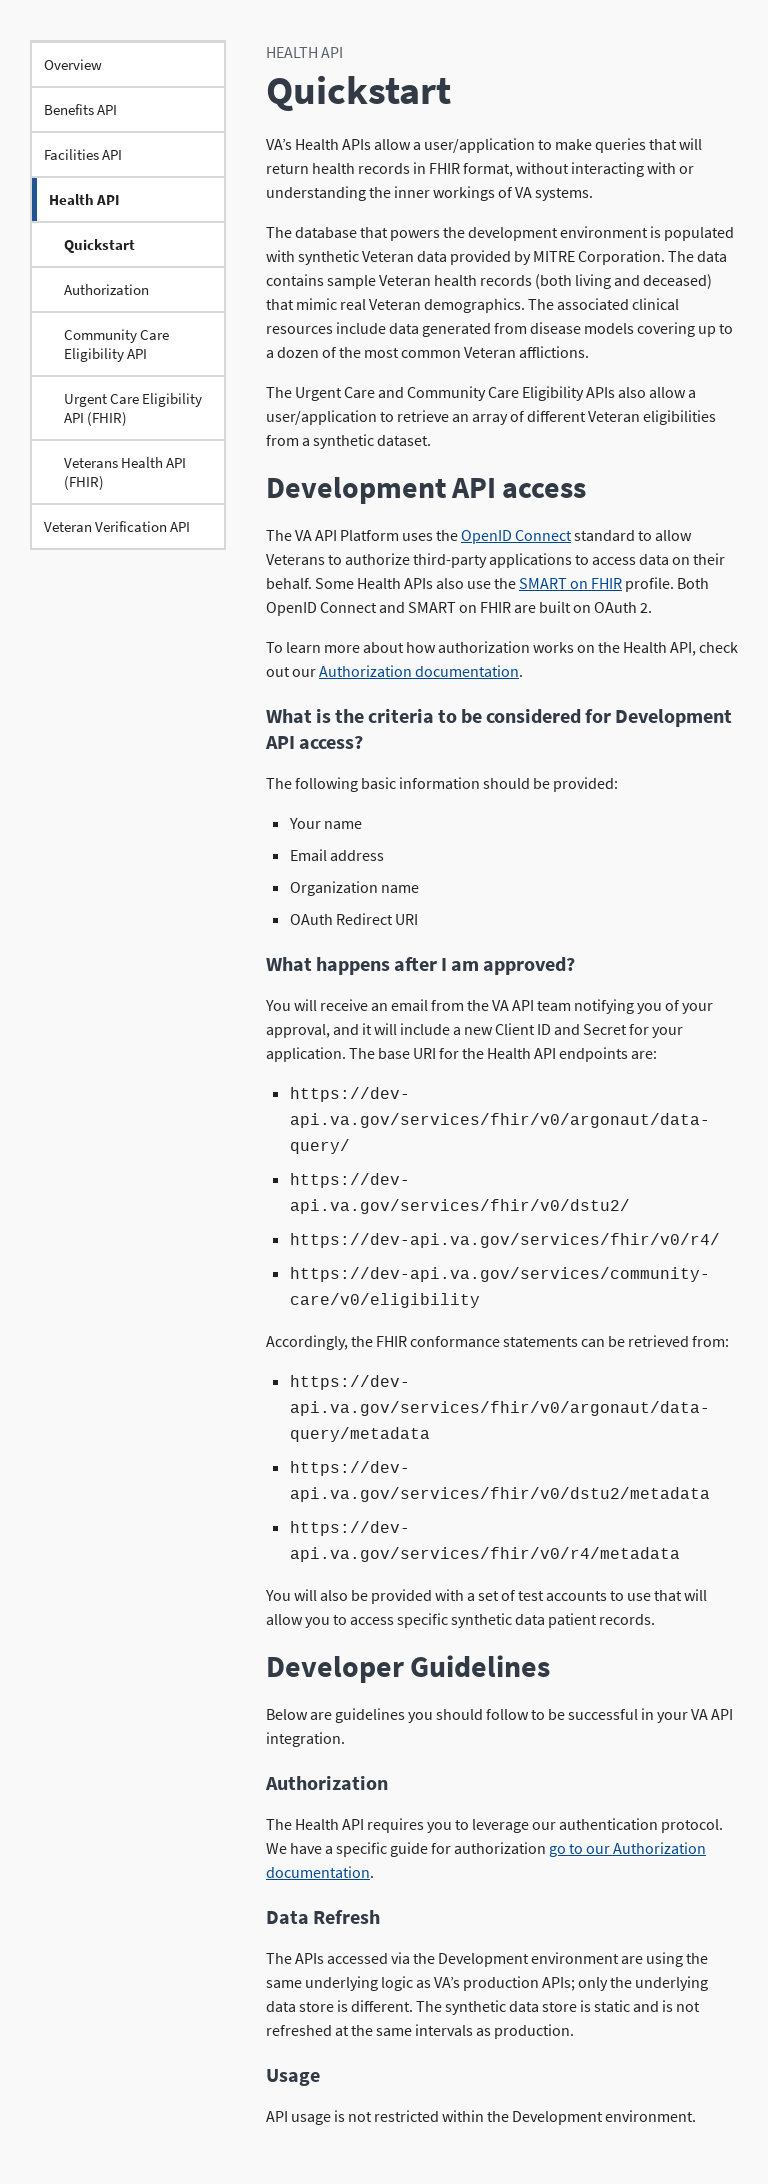 Overview
Benefits API
Facilities API
Health API
Quickstart
Authorization
Community Care
Eligibility API
Urgent Care Eligibility
API (FHIR)
Veterans Health API
(FHIR)
Veteran Verification API
HEALTH API
Quickstart
VA’s Health APIs allow a user/application to make queries that will
return health records in FHIR format, without interacting with or
understanding the inner workings of VA systems.
The database that powers the development environment is populated
with synthetic Veteran data provided by MITRE Corporation. The data
contains sample Veteran health records (both living and deceased)
that mimic real Veteran demographics. The associated clinical
resources include data generated from disease models covering up to
a dozen of the most common Veteran afflictions.
The Urgent Care and Community Care Eligibility APIs also allow a
user/application to retrieve an array of different Veteran eligibilities
from a synthetic dataset.
Development API access
The VA API Platform uses the OpenID Connect standard to allow
Veterans to authorize third-party applications to access data on their
behalf. Some Health APIs also use the SMART on FHIR profile. Both
OpenID Connect and SMART on FHIR are built on OAuth 2.
To learn more about how authorization works on the Health API, check
out our Authorization documentation.
What is the criteria to be considered for Development
API access?
The following basic information should be provided:
Your name
Email address
Organization name
OAuth Redirect URI
What happens after I am approved?
You will receive an email from the VA API team notifying you of your
approval, and it will include a new Client ID and Secret for your
application. The base URI for the Health API endpoints are:
https://dev-
api.va.gov/services/fhir/v0/argonaut/data-
query/
https://dev-
api.va.gov/services/fhir/v0/dstu2/
https://dev-api.va.gov/services/fhir/v0/r4/
https://dev-api.va.gov/services/community-
care/v0/eligibility
Accordingly, the FHIR conformance statements can be retrieved from:
https://dev-
api.va.gov/services/fhir/v0/argonaut/data-
query/metadata
https://dev-
api.va.gov/services/fhir/v0/dstu2/metadata
https://dev-
api.va.gov/services/fhir/v0/r4/metadata
You will also be provided with a set of test accounts to use that will
allow you to access specific synthetic data patient records.
Developer Guidelines
Below are guidelines you should follow to be successful in your VA API
integration.
Authorization
The Health API requires you to leverage our authentication protocol.
We have a specific guide for authorization go to our Authorization
documentation.
Data Refresh
The APIs accessed via the Development environment are using the
same underlying logic as VA’s production APIs; only the underlying
data store is different. The synthetic data store is static and is not
refreshed at the same intervals as production.
Usage
API usage is not restricted within the Development environment.